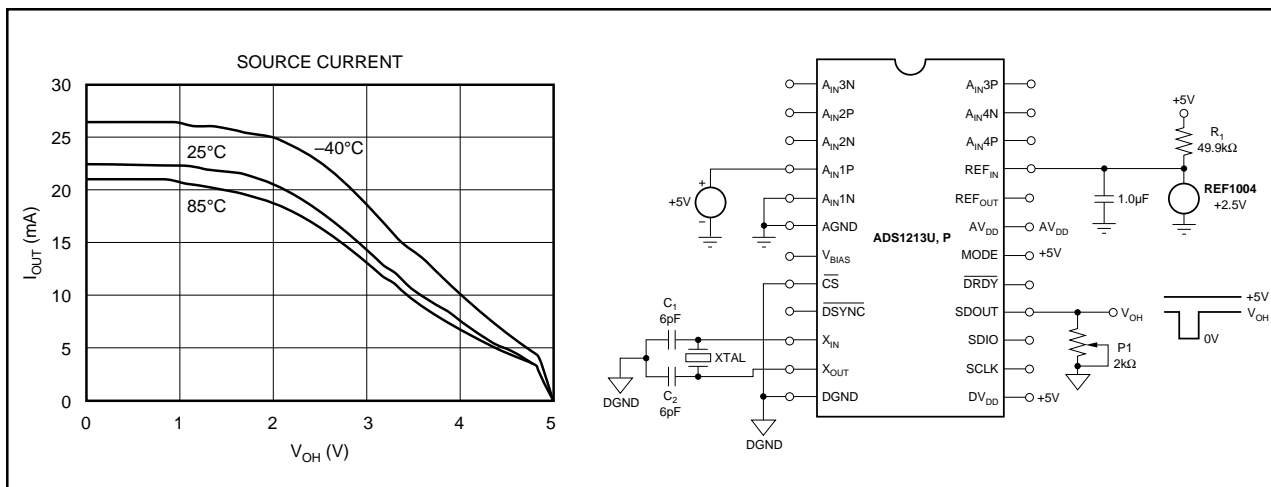 SOURCE CURRENT
30
25
20
15
10
5
0
I_OUT (mA)
–40°C
25°C
85°C
0 1 2 3 4 5
V_OH (V)
A_IN3N
A_IN2P
A_IN2N
A_IN1P
A_IN1N
AGND
V_BIAS
CS
DSYNC
X_IN
X_OUT
DGND
ADS1213U, P
A_IN3P
A_IN4N
A_IN4P
REF_IN
REF_OUT
AV_DD
MODE
DRDY
SDOUT
SDIO
SCLK
DV_DD
+
+5V
–
C1
6pF
XTAL
C2
6pF
DGND
DGND
+5V
R1
49.9kΩ
1.0µF
REF1004
+2.5V
AV_DD
+5V
V_OH
P1
2kΩ
+5V
+5V
V_OH
0V